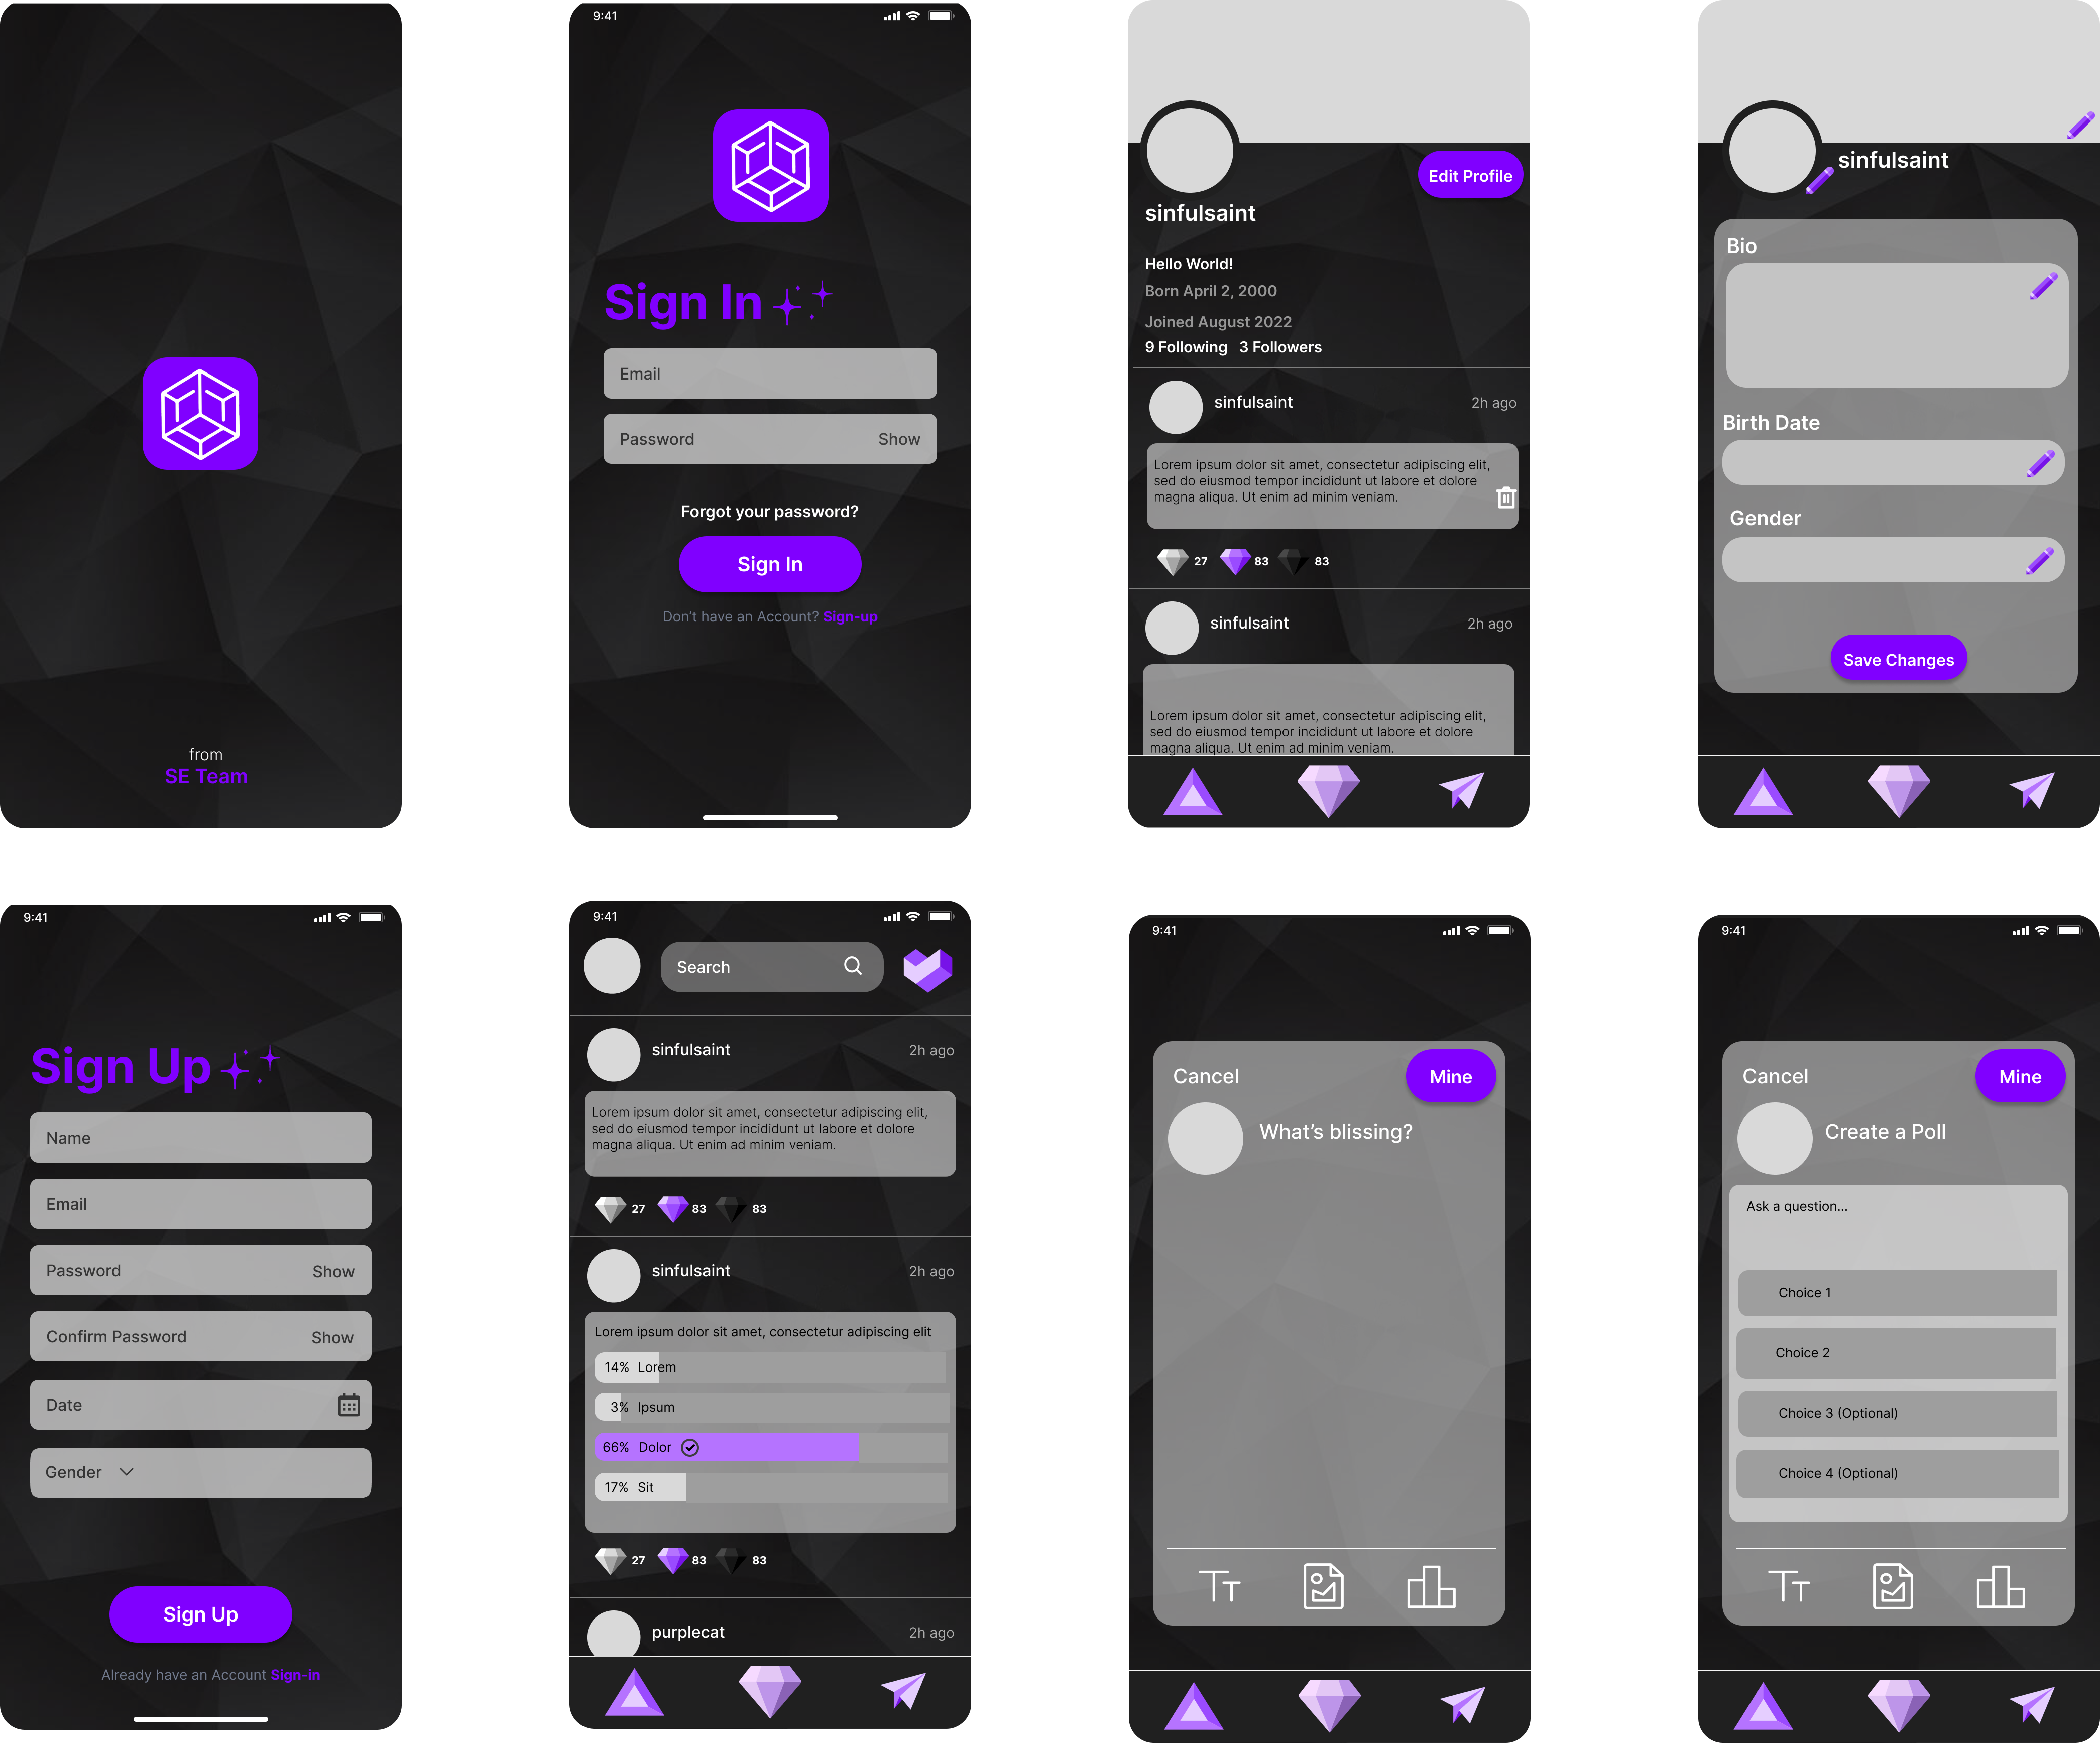 from
SE Team
9:41
Sign In
Email
Password Show
Forgot your password?
Sign In
Don't have an Account? Sign-up
Edit Profile
sinfulsaint
Hello World!
Born April 2, 2000
Joined August 2022
9 Following 3 Followers
sinfulsaint 2h ago
Lorem ipsum dolor sit amet, consectetur adipiscing elit,
sed do eiusmod tempor incididunt ut labore et dolore
magna aliqua. Ut enim ad minim veniam.
27 83 83
sinfulsaint 2h ago
Lorem ipsum dolor sit amet, consectetur adipiscing elit,
sed do eiusmod tempor incididunt ut labore et dolore
magna aliqua. Ut enim ad minim veniam.
sinfulsaint
Bio
Birth Date
Gender
Save Changes
9:41
Sign Up
Name
Email
Password Show
Confirm Password Show
Date
Gender
Sign Up
Already have an Account Sign-in
9:41
Search
sinfulsaint 2h ago
Lorem ipsum dolor sit amet, consectetur adipiscing elit,
sed do eiusmod tempor incididunt ut labore et dolore
magna aliqua. Ut enim ad minim veniam.
27 83 83
sinfulsaint 2h ago
Lorem ipsum dolor sit amet, consectetur adipiscing elit
14% Lorem
3% Ipsum
66% Dolor
17% Sit
27 83 83
purplecat 2h ago
9:41
Cancel Mine
What's blissing?
Tt
9:41
Cancel Mine
Create a Poll
Ask a question...
Choice 1
Choice 2
Choice 3 (Optional)
Choice 4 (Optional)
Tt